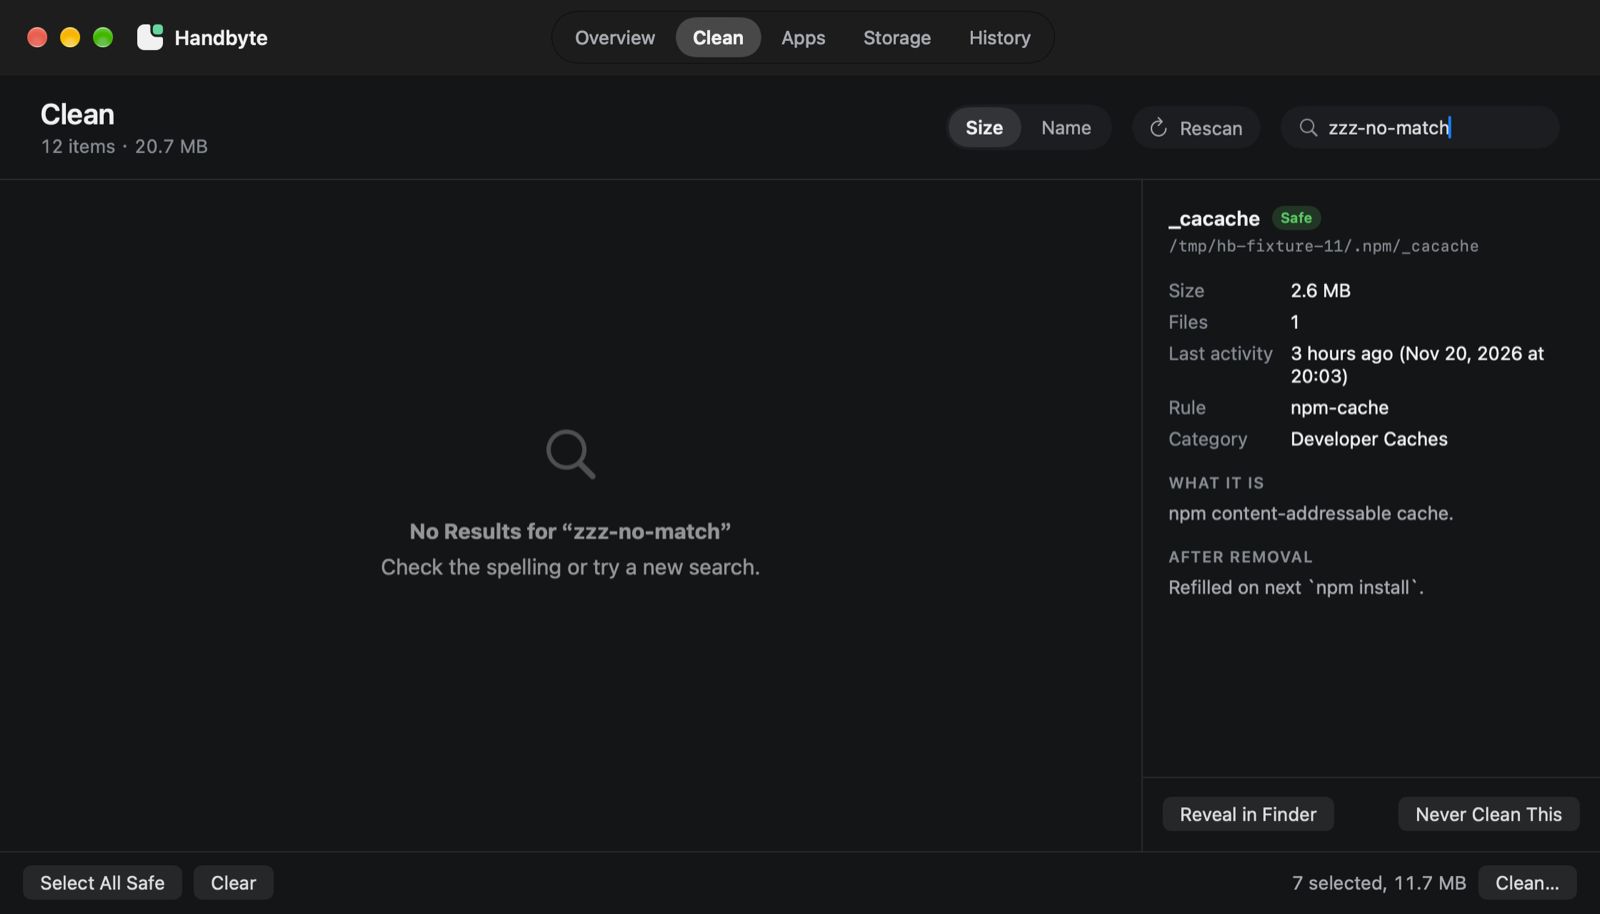 Handbyte
Overview
Clean
Apps
Storage
History
Clean
12 items · 20.7 MB
Size
Name
Rescan
zzz-no-match
No Results for “zzz-no-match”
Check the spelling or try a new search.
_cacache
Safe
/tmp/hb-fixture-11/.npm/_cacache
Size 2.6 MB
Files 1
Last activity 3 hours ago (Nov 20, 2026 at
20:03)
Rule npm-cache
Category Developer Caches
WHAT IT IS
npm content-addressable cache.
AFTER REMOVAL
Refilled on next `npm install`.
Reveal in Finder
Never Clean This
Select All Safe
Clear
7 selected, 11.7 MB
Clean...